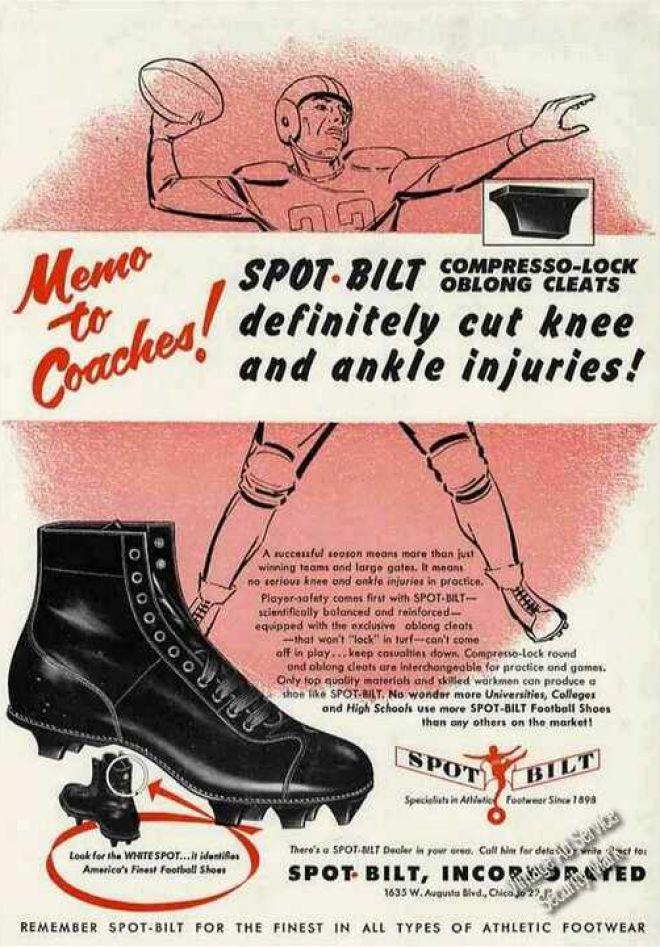 Memo
to
Coaches!
SPOT·BILT COMPRESSO-LOCK
OBLONG CLEATS
definitely cut knee
and ankle injuries!
A successful season means more than just
winning teams and large gates. It means
no serious knee and ankle injuries in practice.
Player-safety comes first with SPOT-BILT—
scientifically balanced and reinforced—
equipped with the exclusive oblong cleats
—that won't "lock" in turf—can't come
off in play...keep casualties down. Compresso-Lock round
and oblong cleats are interchangeable for practice and games.
Only top quality materials and skilled workmen can produce a
shoe like SPOT-BILT. No wonder more Universities, Colleges
and High Schools use more SPOT-BILT Football Shoes
than any others on the market!
SPOT BILT
Specialists in Athletic Footwear Since 1898
Look for the WHITE SPOT...it identifies
America's Finest Football Shoes
There's a SPOT-BILT Dealer in your area. Call him for details or write direct to:
SPOT·BILT, INCORPORATED
1635 W. Augusta Blvd., Chicago 22,
REMEMBER SPOT-BILT FOR THE FINEST IN ALL TYPES OF ATHLETIC FOOTWEAR